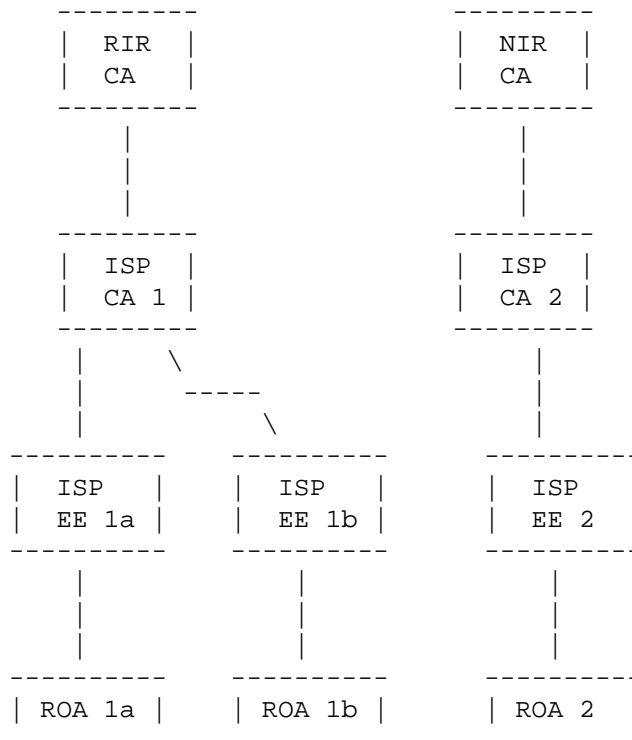 RIR NIR
CA CA
ISP ISP
CA 1 CA 2
ISP ISP ISP
EE 1a EE 1b EE 2
ROA 1a ROA 1b ROA 2